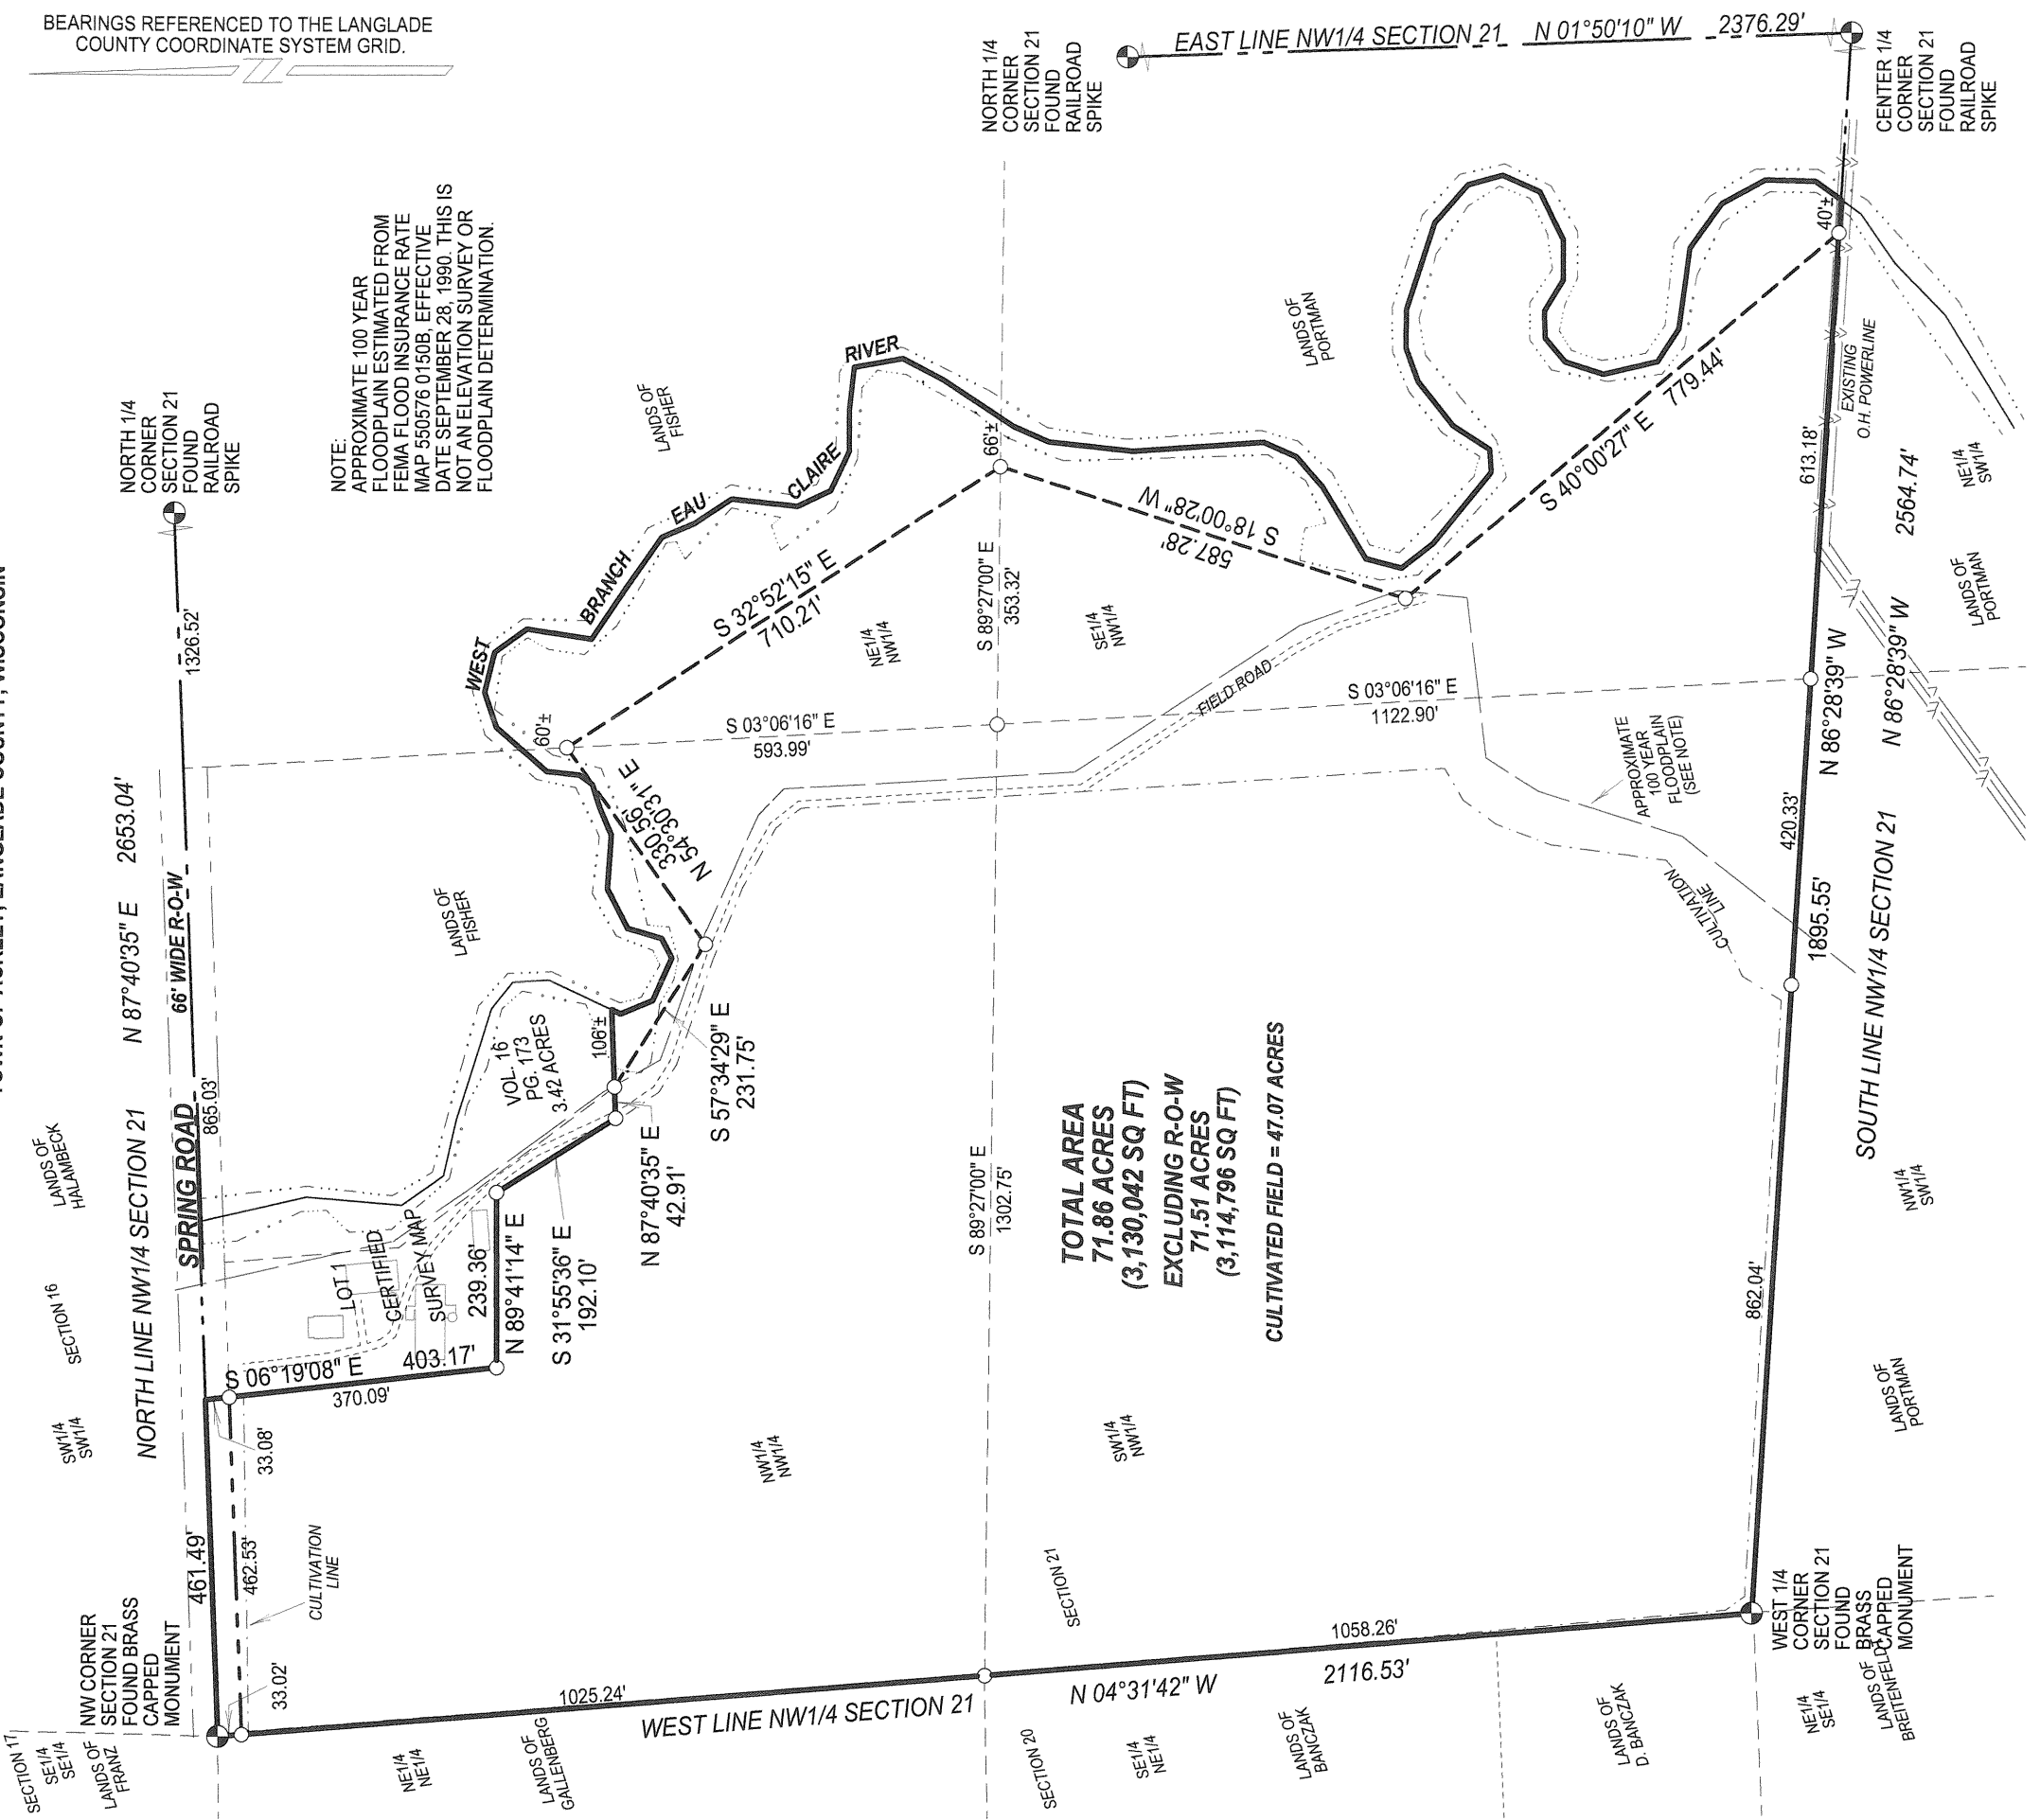 BEARINGS REFERENCED TO THE LANGLADE
COUNTY COORDINATE SYSTEM GRID.
NORTH 1/4
CORNER
SECTION 21
FOUND
RAILROAD
SPIKE
EAST LINE NW1/4 SECTION 21 N 01°50'10" W 2376.29'
CENTER 1/4
CORNER
SECTION 21
FOUND
RAILROAD
SPIKE
NOTE:
APPROXIMATE 100 YEAR
FLOODPLAIN ESTIMATED FROM
FEMA FLOOD INSURANCE RATE
MAP 550576 0150B, EFFECTIVE
DATE SEPTEMBER 28, 1990. THIS IS
NOT AN ELEVATION SURVEY OR
FLOODPLAIN DETERMINATION.
NORTH 1/4
CORNER
SECTION 21
FOUND
RAILROAD
SPIKE
1326.52'
LANDS OF
FISHER
WEST
BRANCH
EAU
CLAIRE
RIVER
LANDS OF
PORTMAN
40'±
66'±
60'±
S 32°52'15" E
710.21'
S 18°00'28" W
587.28'
S 40°00'27" E 779.44'
EXISTING
O.H. POWERLINE
613.18'
2564.74'
NE1/4
SW1/4
LANDS OF
PORTMAN
NE1/4
NW1/4
S 89°27'00" E
353.32'
SE1/4
NW1/4
FIELD ROAD
S 03°06'16" E
593.99'
S 03°06'16" E
1122.90'
APPROXIMATE
100 YEAR
FLOODPLAIN
(SEE NOTE)
N 86°28'39" W
N 86°28'39" W
NORTH LINE NW1/4 SECTION 21 N 87°40'35" E 2653.04'
66' WIDE R-O-W
SPRING ROAD
865.03'
LANDS OF
FISHER
N 54°30'31" E
330.56'
CULTIVATION
LINE
420.33'
1895.55'
SOUTH LINE NW1/4 SECTION 21
LANDS OF
HALAMBECK
SECTION 16
SW1/4
SW1/4
VOL. 16
PG. 173
3.42 ACRES
106'±
S 57°34'29" E
231.75'
N 87°40'35" E
42.91'
LOT 1
CERTIFIED
SURVEY MAP
239.36'
N 89°41'14" E
S 31°55'36" E
192.10'
S 06°19'08" E 403.17'
370.09'
33.08'
S 89°27'00" E
1302.75'
TOTAL AREA
71.86 ACRES
(3,130,042 SQ FT)
EXCLUDING R-O-W
71.51 ACRES
(3,114,796 SQ FT)
CULTIVATED FIELD = 47.07 ACRES
862.04'
NW1/4
SW1/4
LANDS OF
PORTMAN
NW1/4
NW1/4
SW1/4
NW1/4
461.49'
462.53'
CULTIVATION
LINE
33.02'
NW CORNER
SECTION 21
FOUND BRASS
CAPPED
MONUMENT
SECTION 17
SE1/4
SE1/4
LANDS OF
FRANZ
NE1/4
NE1/4
LANDS OF
GALLENBERG
1025.24'
WEST LINE NW1/4 SECTION 21
N 04°31'42" W 2116.53'
1058.26'
SECTION 21
SECTION 20
SE1/4
NE1/4
LANDS OF
BANCZAK
LANDS OF
D. BANCZAK
WEST 1/4
CORNER
SECTION 21
FOUND
BRASS
CAPPED
MONUMENT
NE1/4
SE1/4
LANDS OF
BREITENFELDT